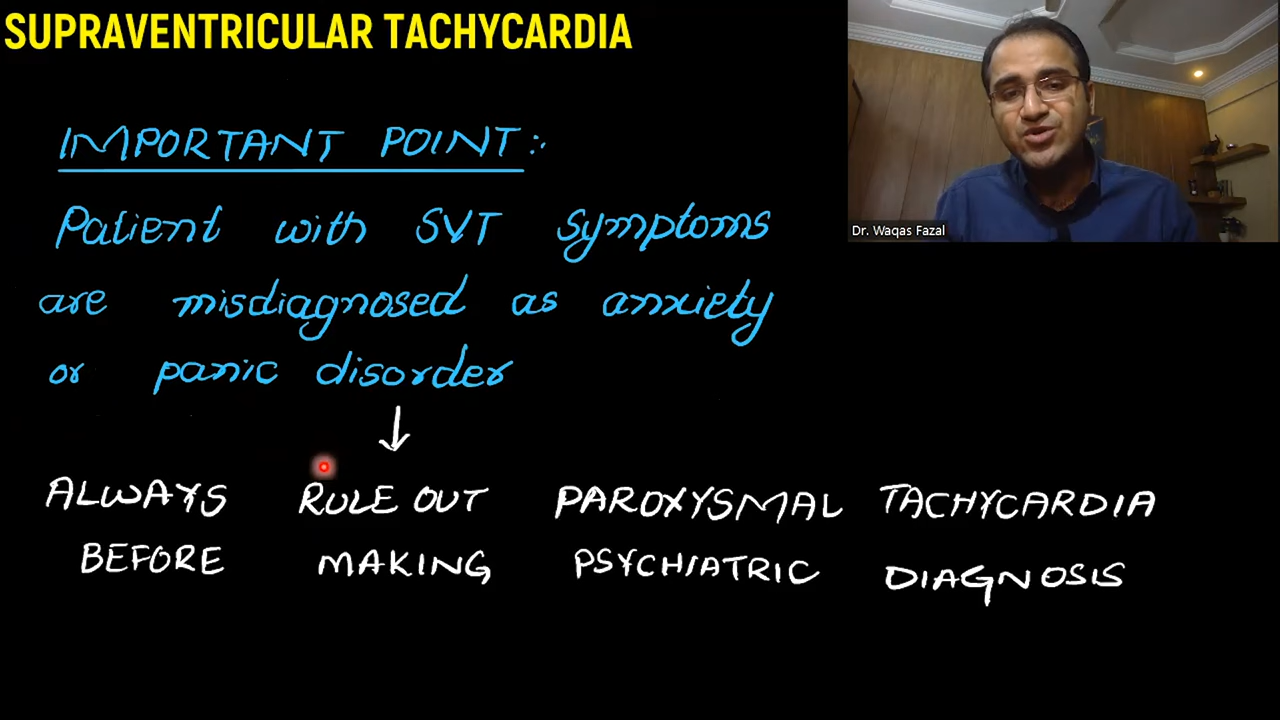 SUPRAVENTRICULAR TACHYCARDIA
IMPORTANT POINT:-
Patient with SVT symptoms
are misdiagnosed as anxiety
or panic disorder
ALWAYS RULE OUT PAROXYSMAL TACHYCARDIA
BEFORE MAKING PSYCHIATRIC DIAGNOSIS
Dr. Waqas Fazal